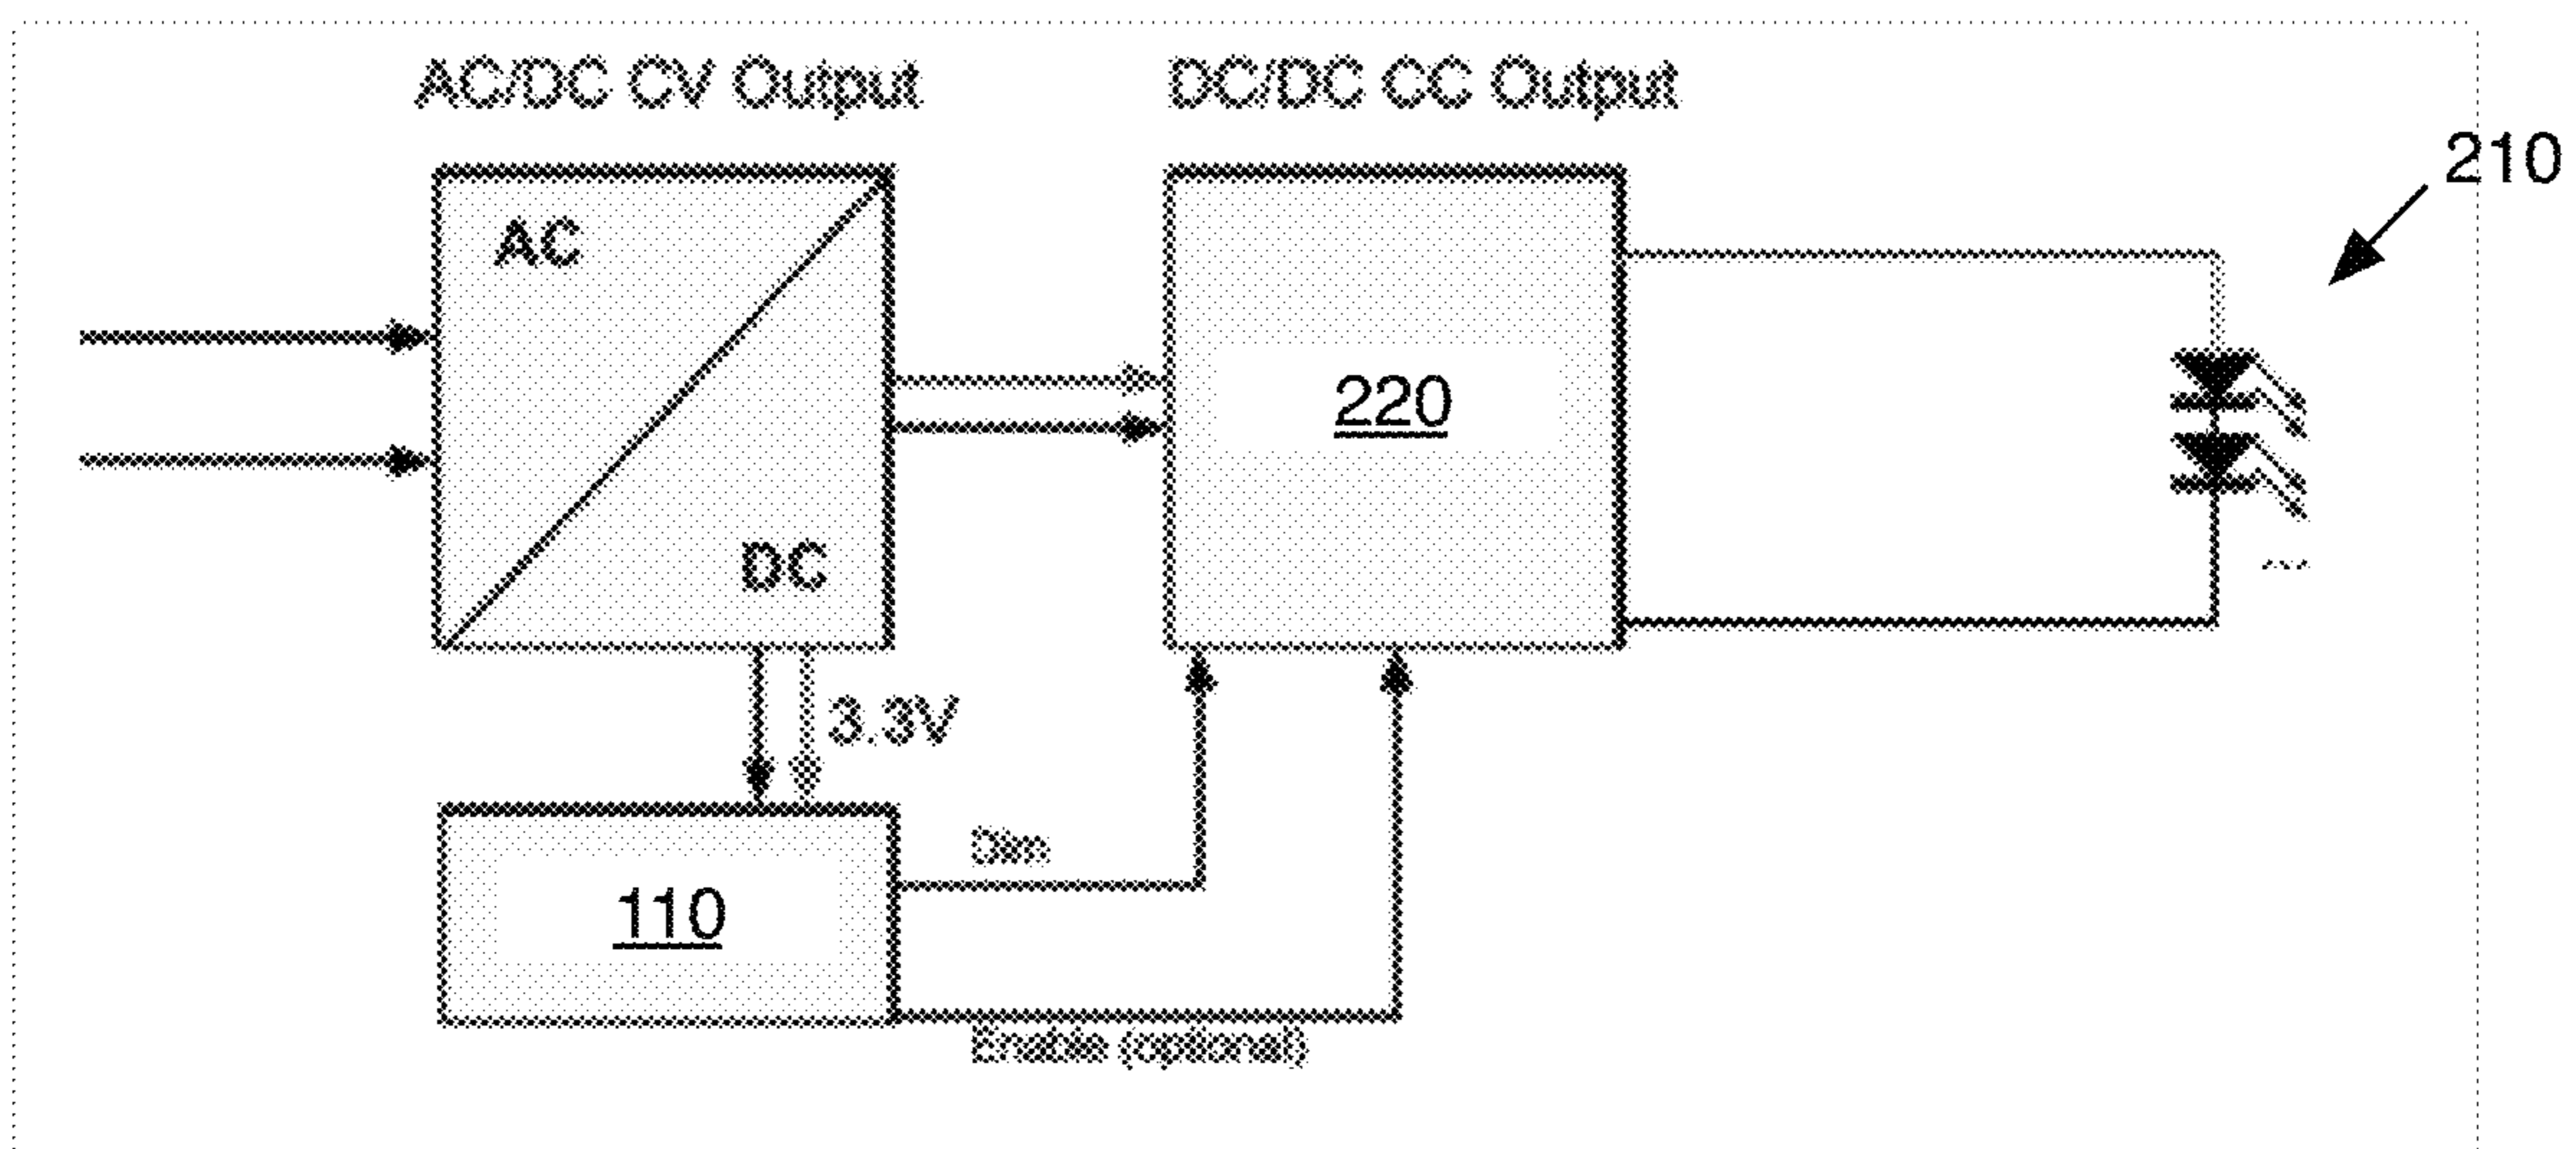 AC/DC CV Output
DC/DC CC Output
210
AC
220
DC
3.3V
Dim
110
Enable (optional)
...